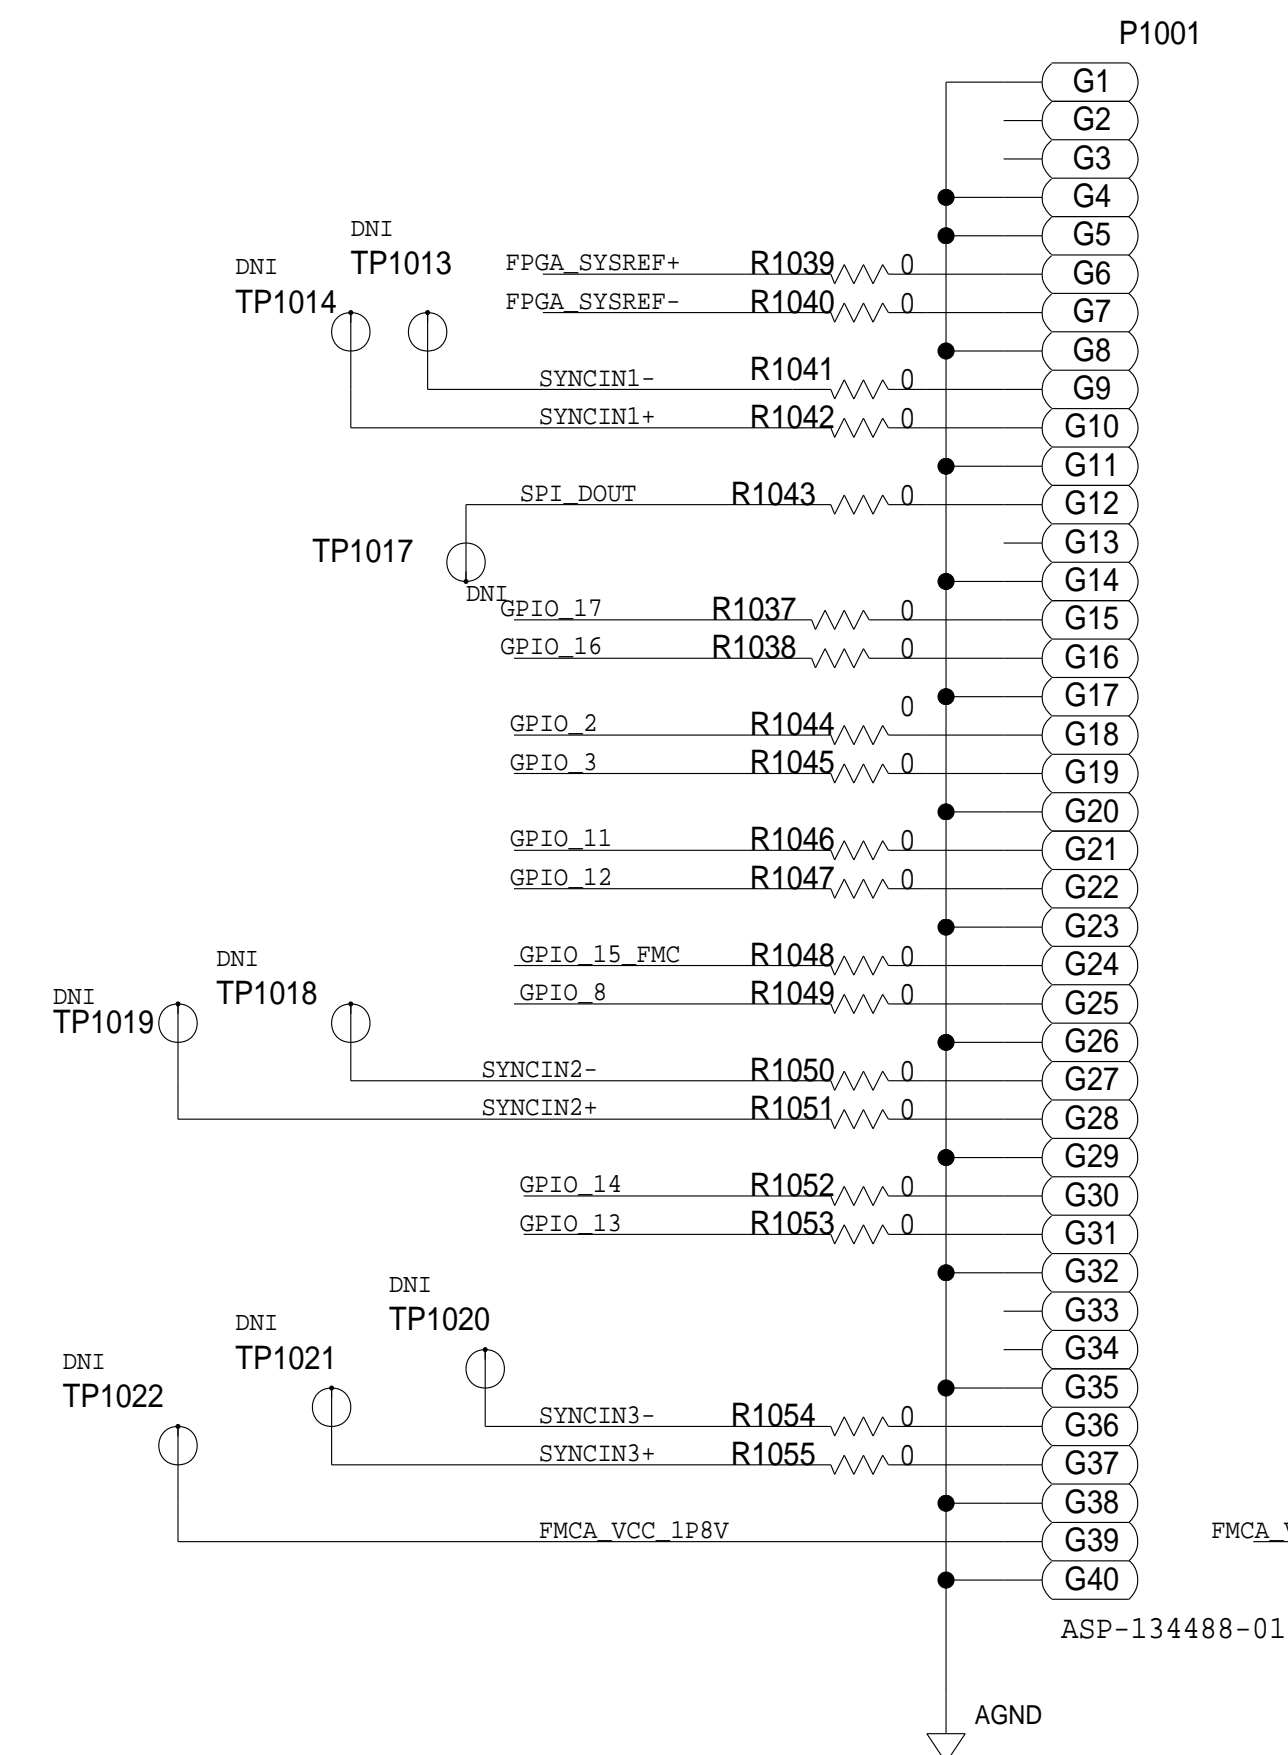 P1001
G1
G2
G3
G4
DNI
G5
DNI TP1013 FPGA_SYSREF+ R1039 0 G6
TP1014 FPGA_SYSREF- R1040 0 G7
G8
SYNCIN1- R1041 0 G9
SYNCIN1+ R1042 0 G10
G11
SPI_DOUT R1043 0 G12
TP1017 G13
DNI G14
GPIO_17 R1037 0 G15
GPIO_16 R1038 0 G16
G17
GPIO_2 R1044 0 G18
GPIO_3 R1045 0 G19
G20
GPIO_11 R1046 0 G21
GPIO_12 R1047 0 G22
G23
DNI GPIO_15_FMC R1048 0 G24
DNI TP1018 GPIO_8 R1049 0 G25
TP1019 G26
SYNCIN2- R1050 0 G27
SYNCIN2+ R1051 0 G28
G29
GPIO_14 R1052 0 G30
GPIO_13 R1053 0 G31
G32
DNI
DNI TP1020 G33
DNI TP1021 G34
TP1022 G35
SYNCIN3- R1054 0 G36
SYNCIN3+ R1055 0 G37
G38
FMCA_VCC_1P8V G39
G40
ASP-134488-01
AGND